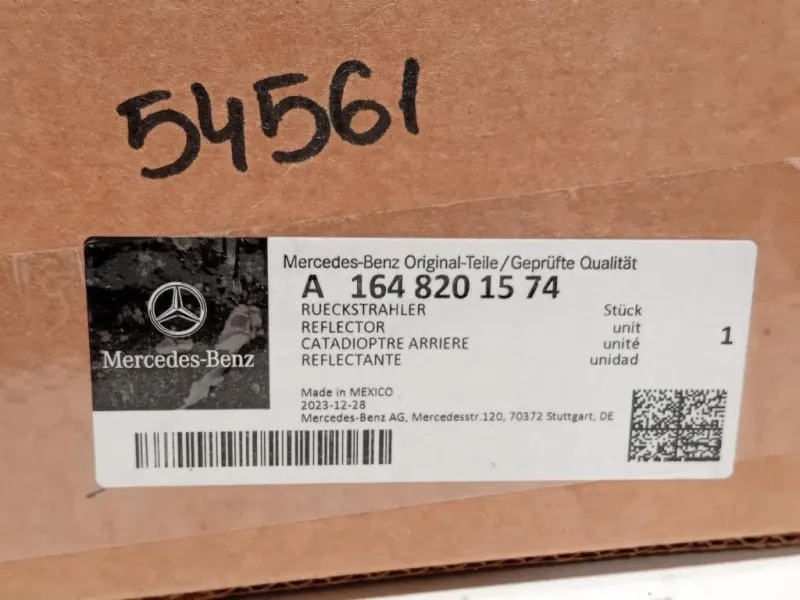 54561
Mercedes-Benz Original-Teile/Geprüfte Qualität
A 164 820 15 74
RUECKSTRAHLER Stück
REFLECTOR unit
CATADIOPTRE ARRIERE unité
REFLECTANTE unidad
1
Mercedes-Benz
Made in MEXICO
2023-12-28
Mercedes-Benz AG, Mercedesstr.120, 70372 Stuttgart, DE